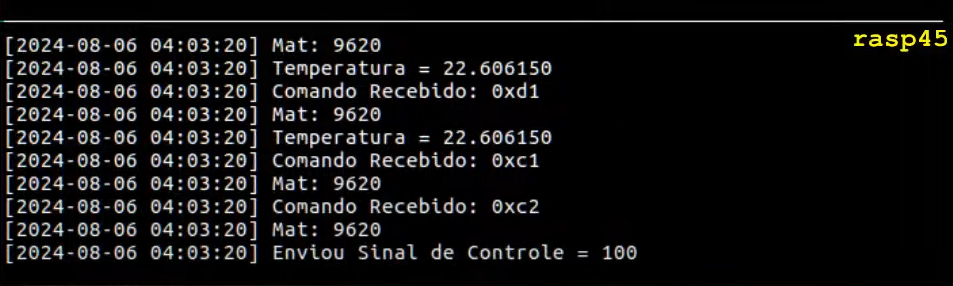 rasp45
[2024-08-06 04:03:20] Mat: 9620
[2024-08-06 04:03:20] Temperatura = 22.606150
[2024-08-06 04:03:20] Comando Recebido: 0xd1
[2024-08-06 04:03:20] Mat: 9620
[2024-08-06 04:03:20] Temperatura = 22.606150
[2024-08-06 04:03:20] Comando Recebido: 0xc1
[2024-08-06 04:03:20] Mat: 9620
[2024-08-06 04:03:20] Comando Recebido: 0xc2
[2024-08-06 04:03:20] Mat: 9620
[2024-08-06 04:03:20] Enviou Sinal de Controle = 100